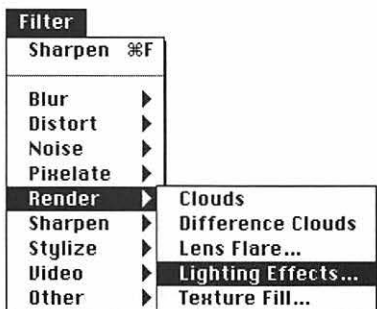 Filter
Sharpen ⌘F
Blur
Distort
Noise
Pixelate
Render
Sharpen
Stylize
Video
Other
Clouds
Difference Clouds
Lens Flare...
Lighting Effects...
Texture Fill...